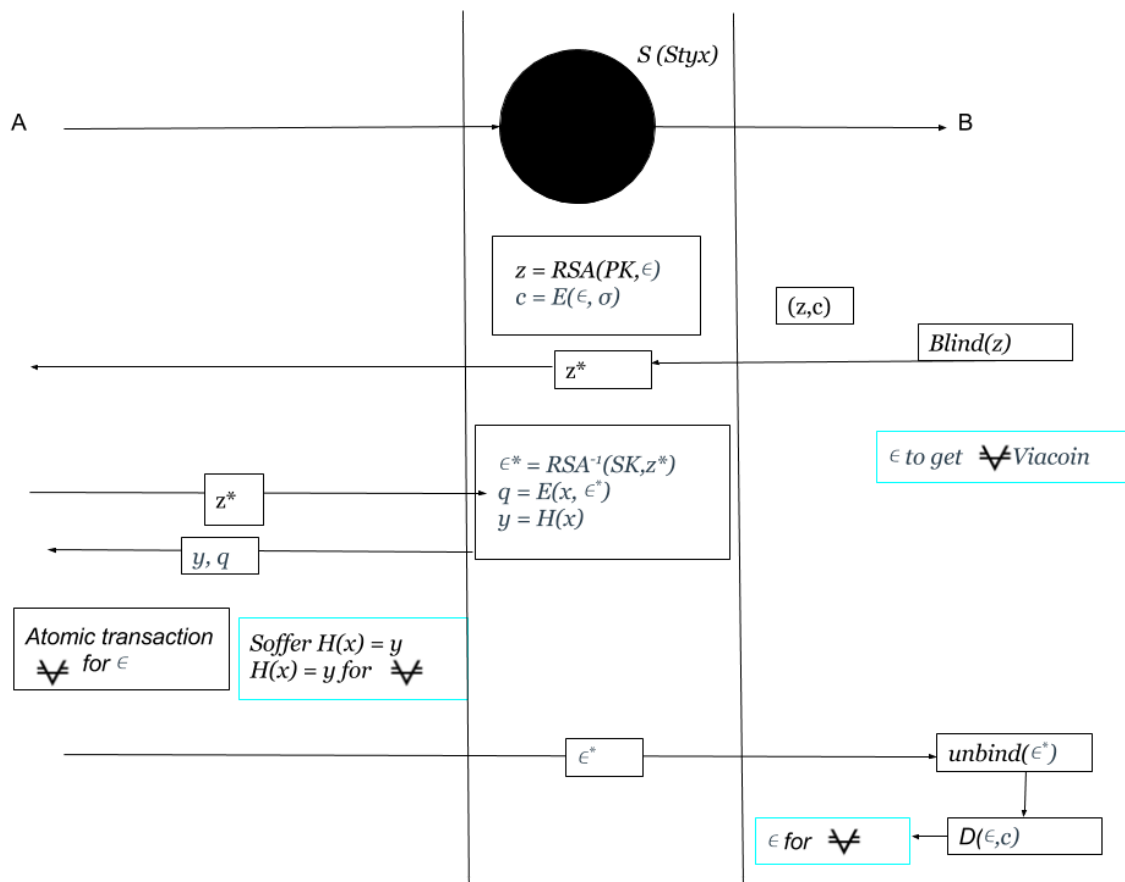 S (Styx)
A
B
z = RSA(PK,ϵ)
c = E(ϵ, σ)
(z,c)
Blind(z)
z*
ϵ* = RSA⁻¹(SK,z*)
q = E(x, ϵ*)
y = H(x)
ϵ to get Viacoin
z*
y, q
Atomic transaction
for ϵ
Soffer H(x) = y
H(x) = y for
ϵ*
unbind(ϵ*)
ϵ for
D(ϵ,c)